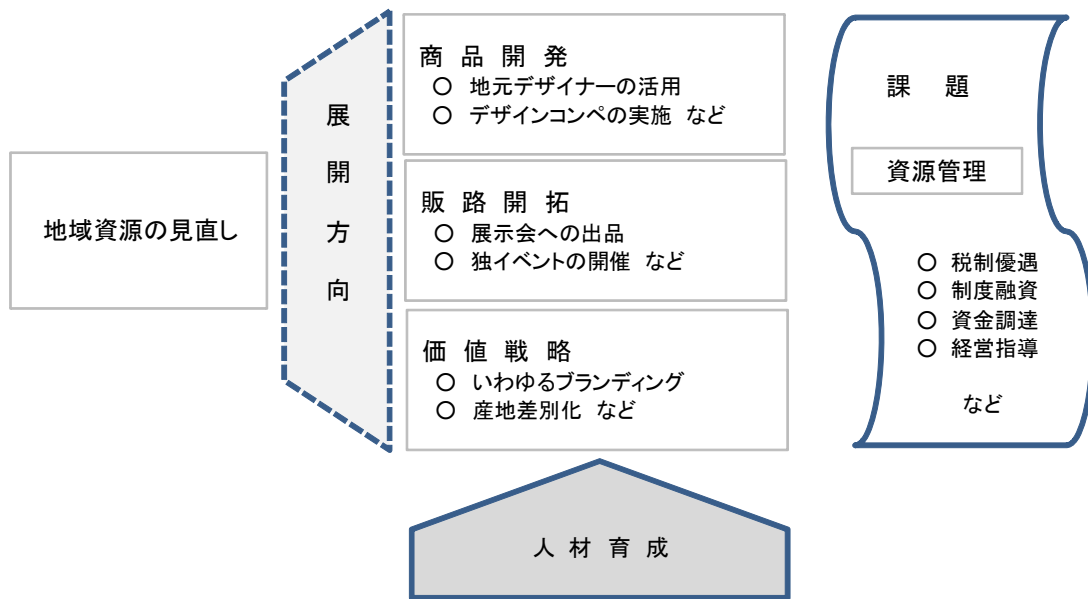 地域資源の見直し
展開方向
商品開発
○ 地元デザイナーの活用
○ デザインコンペの実施 など
販路開拓
○ 展示会への出品
○ 独イベントの開催 など
価値戦略
○ いわゆるブランディング
○ 産地差別化 など
人材育成
課題
資源管理
○ 税制優遇
○ 制度融資
○ 資金調達
○ 経営指導
など